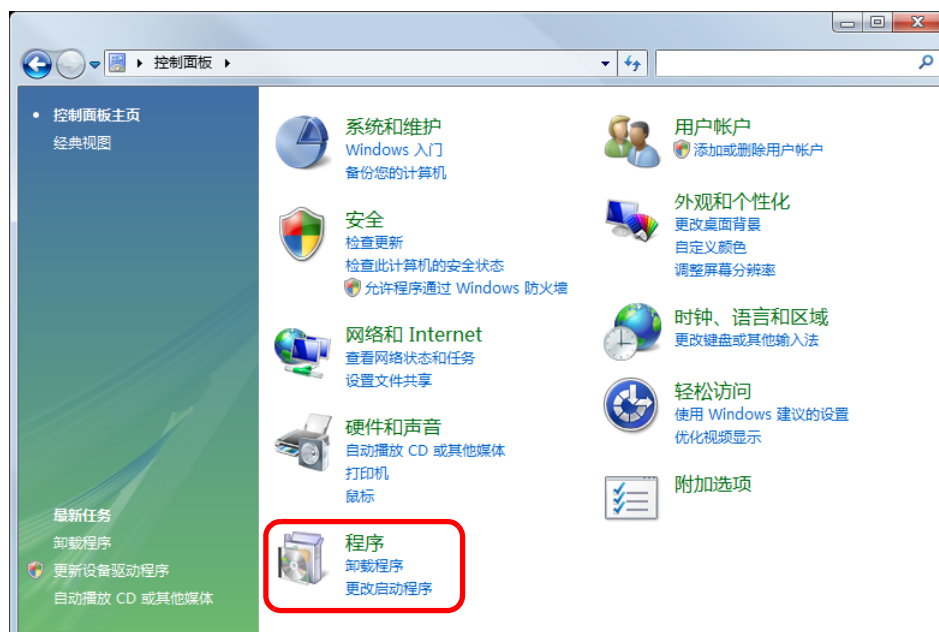 控制面板
控制面板主页
经典视图
最新任务
卸载程序
更新设备驱动程序
自动播放 CD 或其他媒体
系统和维护
Windows 入门
备份您的计算机
安全
检查更新
检查此计算机的安全状态
允许程序通过 Windows 防火墙
网络和 Internet
查看网络状态和任务
设置文件共享
硬件和声音
自动播放 CD 或其他媒体
打印机
鼠标
程序
卸载程序
更改启动程序
用户帐户
添加或删除用户帐户
外观和个性化
更改桌面背景
自定义颜色
调整屏幕分辨率
时钟、语言和区域
更改键盘或其他输入法
轻松访问
使用 Windows 建议的设置
优化视频显示
附加选项